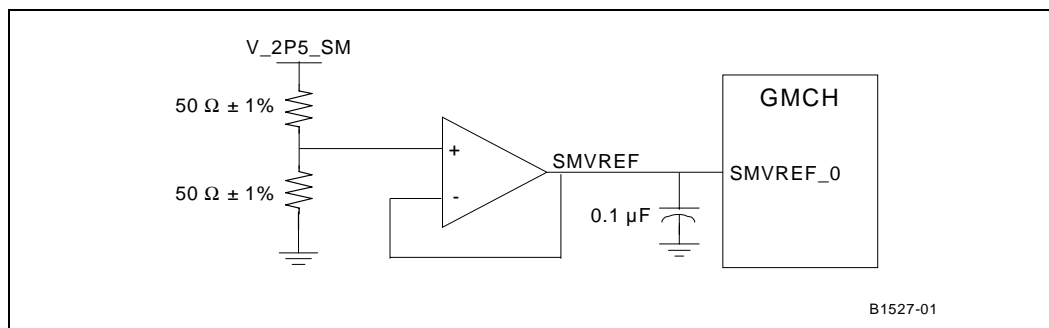 V_2P5_SM
50 Ω ± 1%
50 Ω ± 1%
+
-
SMVREF
0.1 µF
GMCH
SMVREF_0
B1527-01